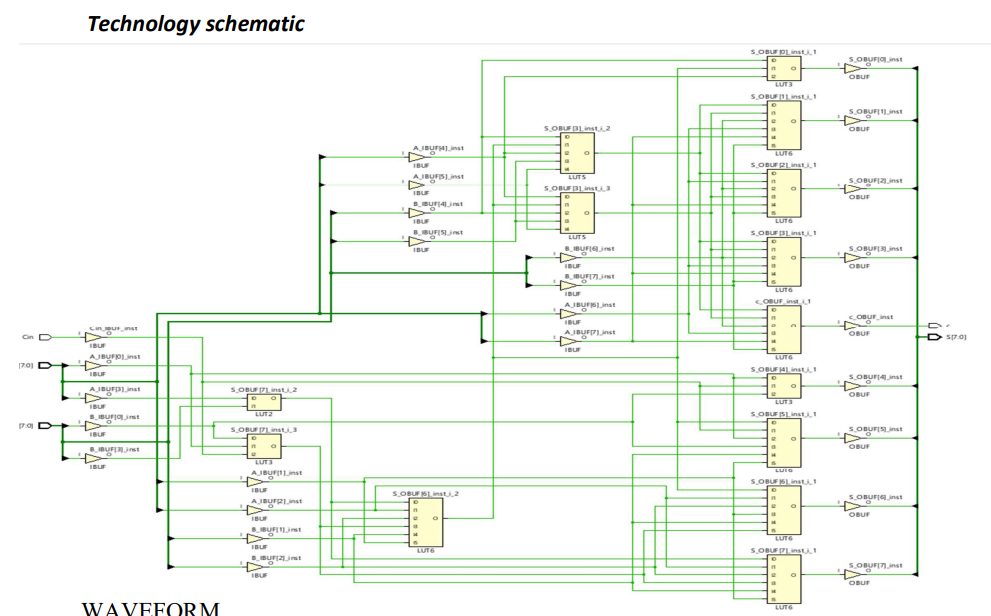 Technology schematic
S_OBUF[0]_inst_i_1
I0
I1
I2
O
LUT3
S_OBUF[0]_inst
I
O
OBUF
S_OBUF[1]_inst_i_1
I0
I1
I2
I3
I4
I5
O
LUT6
S_OBUF[1]_inst
I
O
OBUF
S_OBUF[3]_inst_i_2
I0
I1
I2
I3
I4
O
LUT5
A_IBUF[4]_inst
I
O
IBUF
S_OBUF[2]_inst_i_1
I0
I1
I2
I3
I4
I5
O
LUT6
S_OBUF[2]_inst
I
O
OBUF
A_IBUF[5]_inst
I
O
IBUF
S_OBUF[3]_inst_i_3
I0
I1
I2
I3
I4
O
LUT5
B_IBUF[4]_inst
I
O
IBUF
B_IBUF[5]_inst
I
O
IBUF
S_OBUF[3]_inst_i_1
I0
I1
I2
I3
I4
I5
O
LUT6
S_OBUF[3]_inst
I
O
OBUF
B_IBUF[6]_inst
I
O
IBUF
B_IBUF[7]_inst
I
O
IBUF
A_IBUF[6]_inst
I
O
IBUF
A_IBUF[7]_inst
I
O
IBUF
c_OBUF_inst_i_1
I0
I1
I2
I3
I4
I5
O
LUT6
c_OBUF_inst
I
O
OBUF
c
S[7:0]
Cin
Cin_IBUF_inst
I
O
IBUF
[7:0]
A_IBUF[0]_inst
I
O
IBUF
A_IBUF[3]_inst
I
O
IBUF
[7:0]
B_IBUF[0]_inst
I
O
IBUF
B_IBUF[3]_inst
I
O
IBUF
S_OBUF[7]_inst_i_2
I0
I1
O
LUT2
S_OBUF[7]_inst_i_3
I0
I1
I2
O
LUT3
S_OBUF[4]_inst_i_1
I0
I1
I2
O
LUT3
S_OBUF[4]_inst
I
O
OBUF
S_OBUF[5]_inst_i_1
I0
I1
I2
I3
I4
I5
O
LUT6
S_OBUF[5]_inst
I
O
OBUF
A_IBUF[1]_inst
I
O
IBUF
A_IBUF[2]_inst
I
O
IBUF
B_IBUF[1]_inst
I
O
IBUF
B_IBUF[2]_inst
I
O
IBUF
S_OBUF[6]_inst_i_2
I0
I1
I2
I3
I4
I5
O
LUT6
S_OBUF[6]_inst_i_1
I0
I1
I2
I3
I4
I5
O
LUT6
S_OBUF[6]_inst
I
O
OBUF
S_OBUF[7]_inst_i_1
I0
I1
I2
I3
I4
I5
O
LUT6
S_OBUF[7]_inst
I
O
OBUF
WAVEFORM